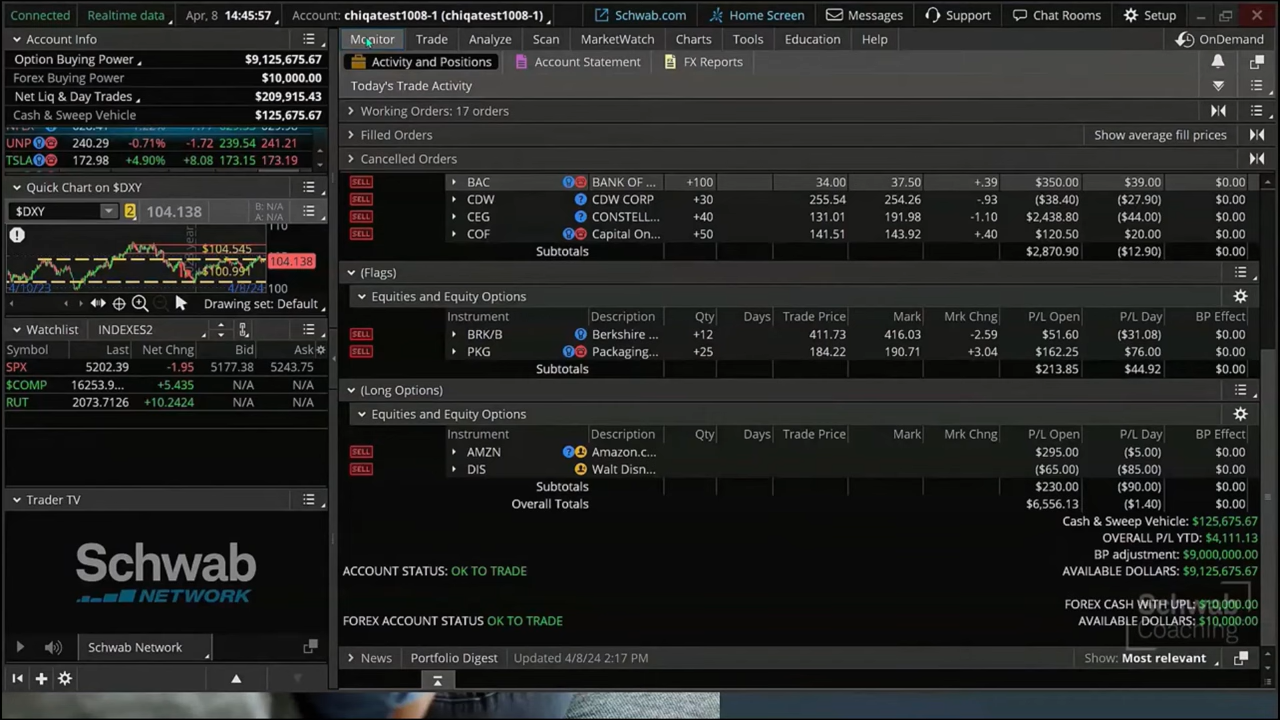 Connected Realtime data Apr, 8 14:45:57 Account: chiqatest1008-1 (chiqatest1008-1) Schwab.com Home Screen Messages Support Chat Rooms Setup
Account Info
Option Buying Power $9,125,675.67
Forex Buying Power $10,000.00
Net Liq & Day Trades $209,915.43
Cash & Sweep Vehicle $125,675.67
UNP 240.29 -0.71% -1.72 239.54 241.21
TSLA 172.98 +4.90% +8.08 173.15 173.19
Quick Chart on $DXY
$DXY 2 104.138 B: N/A
A: N/A
110
$104.545
104.138
$100.991
100
4/10/23 4/8/24
Drawing set: Default
Watchlist INDEXES2
Symbol Last Net Chng Bid Ask
SPX 5202.39 -1.95 5177.38 5243.75
$COMP 16253.9... +5.435 N/A N/A
RUT 2073.7126 +10.2424 N/A N/A
Trader TV
Schwab
NETWORK
Schwab Network
Monitor Trade Analyze Scan MarketWatch Charts Tools Education Help OnDemand
Activity and Positions Account Statement FX Reports
Today's Trade Activity
Working Orders: 17 orders
Filled Orders Show average fill prices
Cancelled Orders
SELL BAC BANK OF ... +100 34.00 37.50 +.39 $350.00 $39.00 $0.00
SELL CDW CDW CORP +30 255.54 254.26 -.93 ($38.40) ($27.90) $0.00
SELL CEG CONSTELL... +40 131.01 191.98 -1.10 $2,438.80 ($44.00) $0.00
SELL COF Capital On... +50 141.51 143.92 +.40 $120.50 $20.00 $0.00
Subtotals $2,870.90 ($12.90) $0.00
(Flags)
Equities and Equity Options
Instrument Description Qty Days Trade Price Mark Mrk Chng P/L Open P/L Day BP Effect
SELL BRK/B Berkshire ... +12 411.73 416.03 -2.59 $51.60 ($31.08) $0.00
SELL PKG Packaging... +25 184.22 190.71 +3.04 $162.25 $76.00 $0.00
Subtotals $213.85 $44.92 $0.00
(Long Options)
Equities and Equity Options
Instrument Description Qty Days Trade Price Mark Mrk Chng P/L Open P/L Day BP Effect
SELL AMZN Amazon.c... $295.00 ($5.00) $0.00
SELL DIS Walt Disn... ($65.00) ($85.00) $0.00
Subtotals $230.00 ($90.00) $0.00
Overall Totals $6,556.13 ($1.40) $0.00
Cash & Sweep Vehicle: $125,675.67
OVERALL P/L YTD: $4,111.13
BP adjustment: $9,000,000.00
ACCOUNT STATUS: OK TO TRADE AVAILABLE DOLLARS: $9,125,675.67
FOREX CASH WITH UPL: $10,000.00
FOREX ACCOUNT STATUS OK TO TRADE AVAILABLE DOLLARS: $10,000.00
Schwab
Coaching
News Portfolio Digest Updated 4/8/24 2:17 PM Show: Most relevant